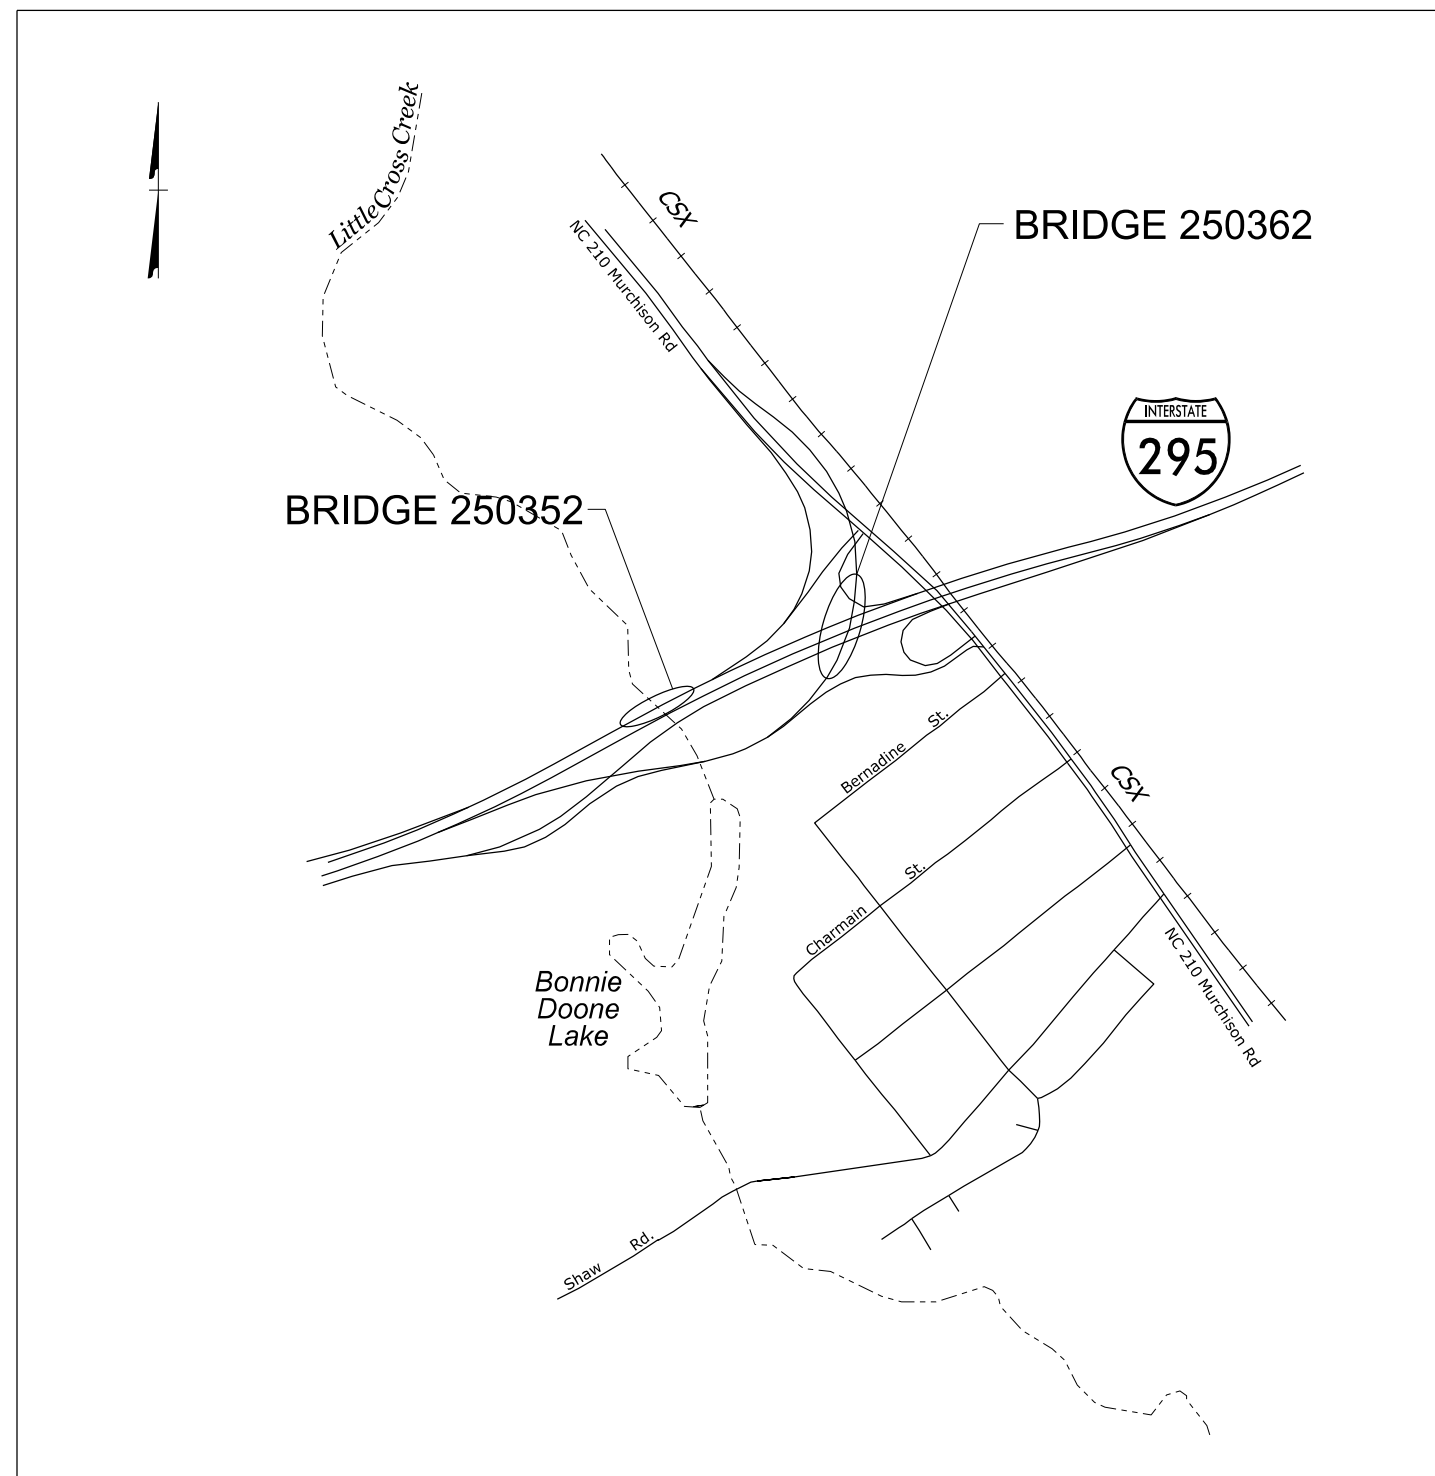 Little Cross Creek
CSX
BRIDGE 250362
NC 210 Murchison Rd
INTERSTATE
295
BRIDGE 250352
Bernadine St.
CSX
Charmain St.
NC 210 Murchison Rd
Bonnie
Doone
Lake
Shaw Rd.